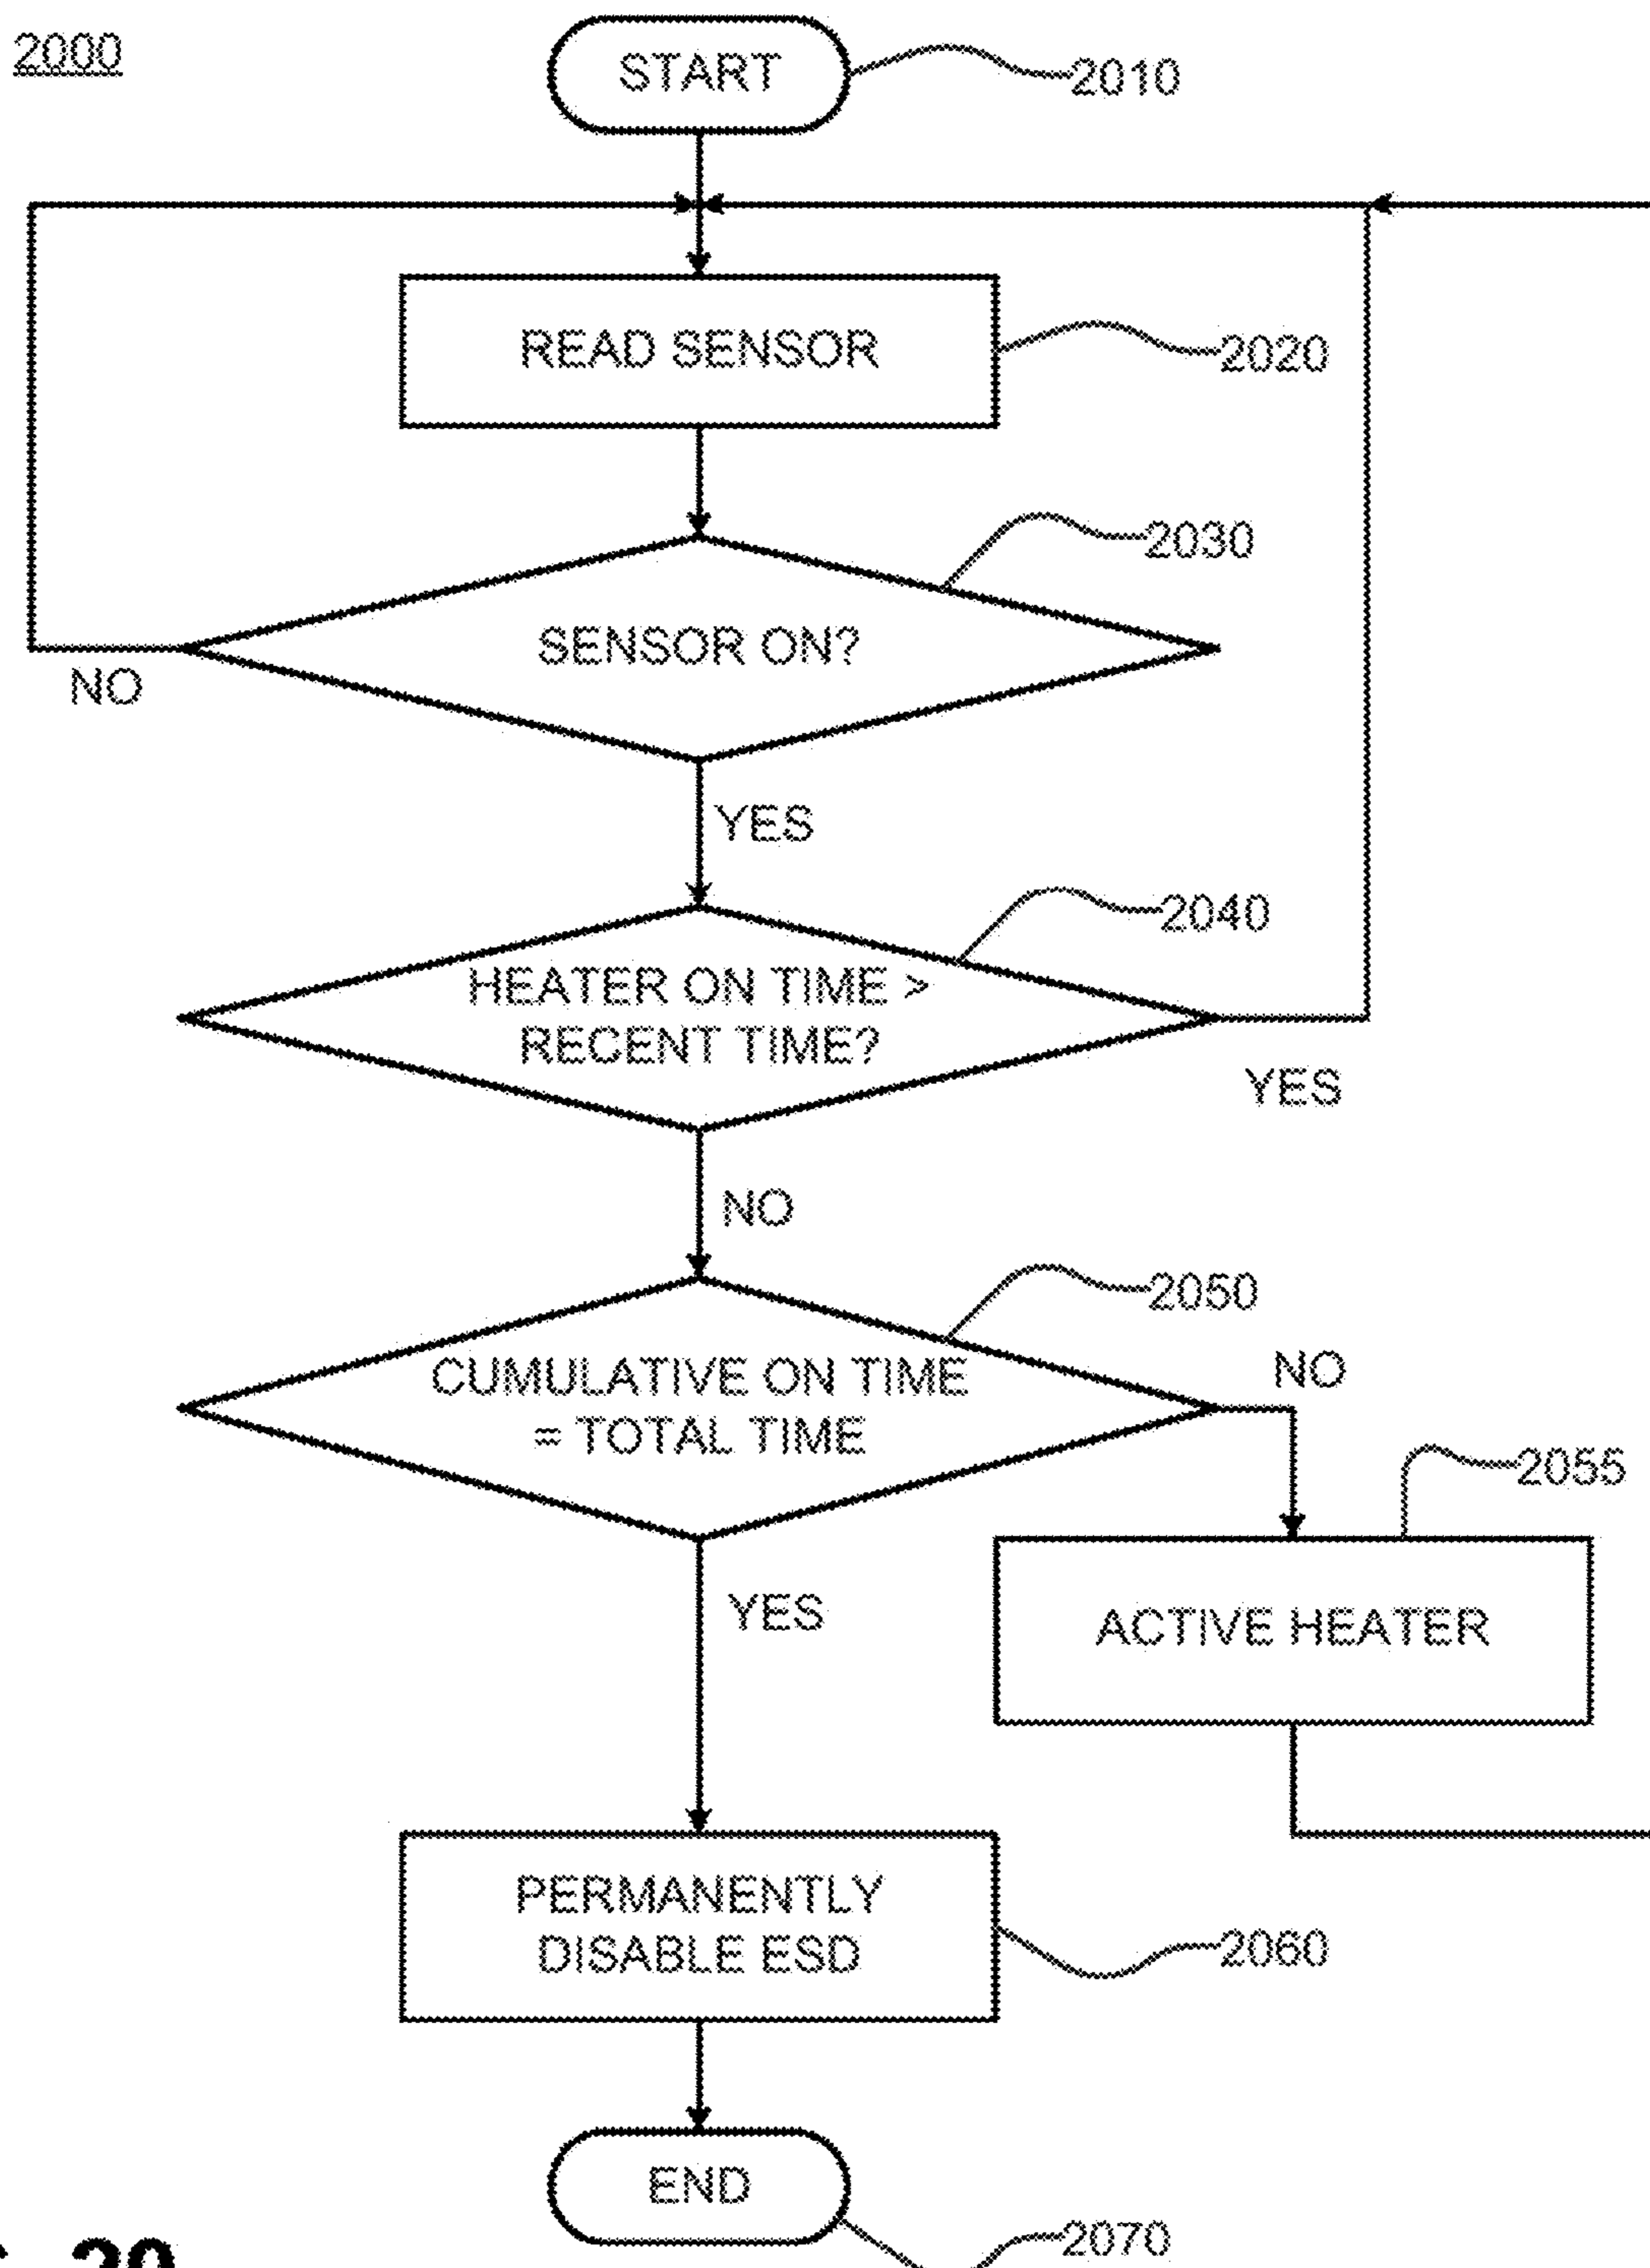 2000
START
2010
READ SENSOR
2020
2030
SENSOR ON?
NO
YES
2040
HEATER ON TIME >
RECENT TIME?
YES
NO
2050
CUMULATIVE ON TIME
= TOTAL TIME
NO
2055
ACTIVE HEATER
YES
PERMANENTLY
DISABLE ESD
2060
END
2070